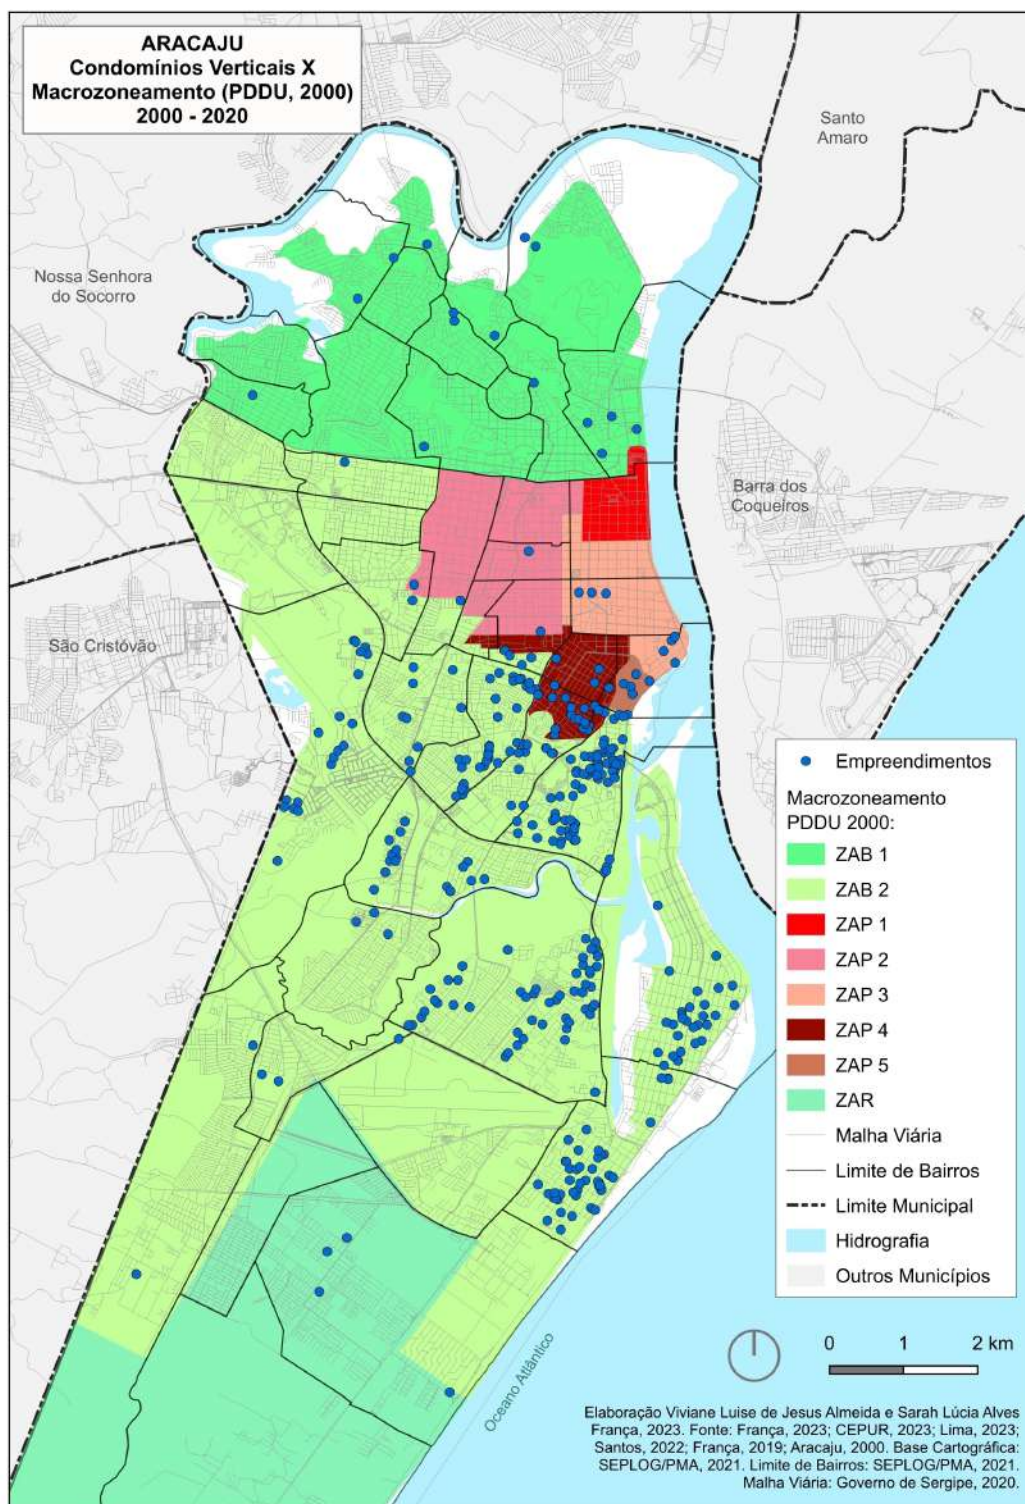 ARACAJU
Condomínios Verticais X
Macrozoneamento (PDDU, 2000)
2000 - 2020
Santo
Amaro
Nossa Senhora
do Socorro
Barra dos
Coqueiros
São Cristóvão
Empreendimentos
Macrozoneamento
PDDU 2000:
ZAB 1
ZAB 2
ZAP 1
ZAP 2
ZAP 3
ZAP 4
ZAP 5
ZAR
Malha Viária
Limite de Bairros
Limite Municipal
Hidrografia
Outros Municípios
Oceano Atlântico
0 1 2 km
Elaboração Viviane Luise de Jesus Almeida e Sarah Lúcia Alves
França, 2023. Fonte: França, 2023; CEPUR, 2023; Lima, 2023;
Santos, 2022; França, 2019; Aracaju, 2000. Base Cartográfica:
SEPLOG/PMA, 2021. Limite de Bairros: SEPLOG/PMA, 2021.
Malha Viária: Governo de Sergipe, 2020.